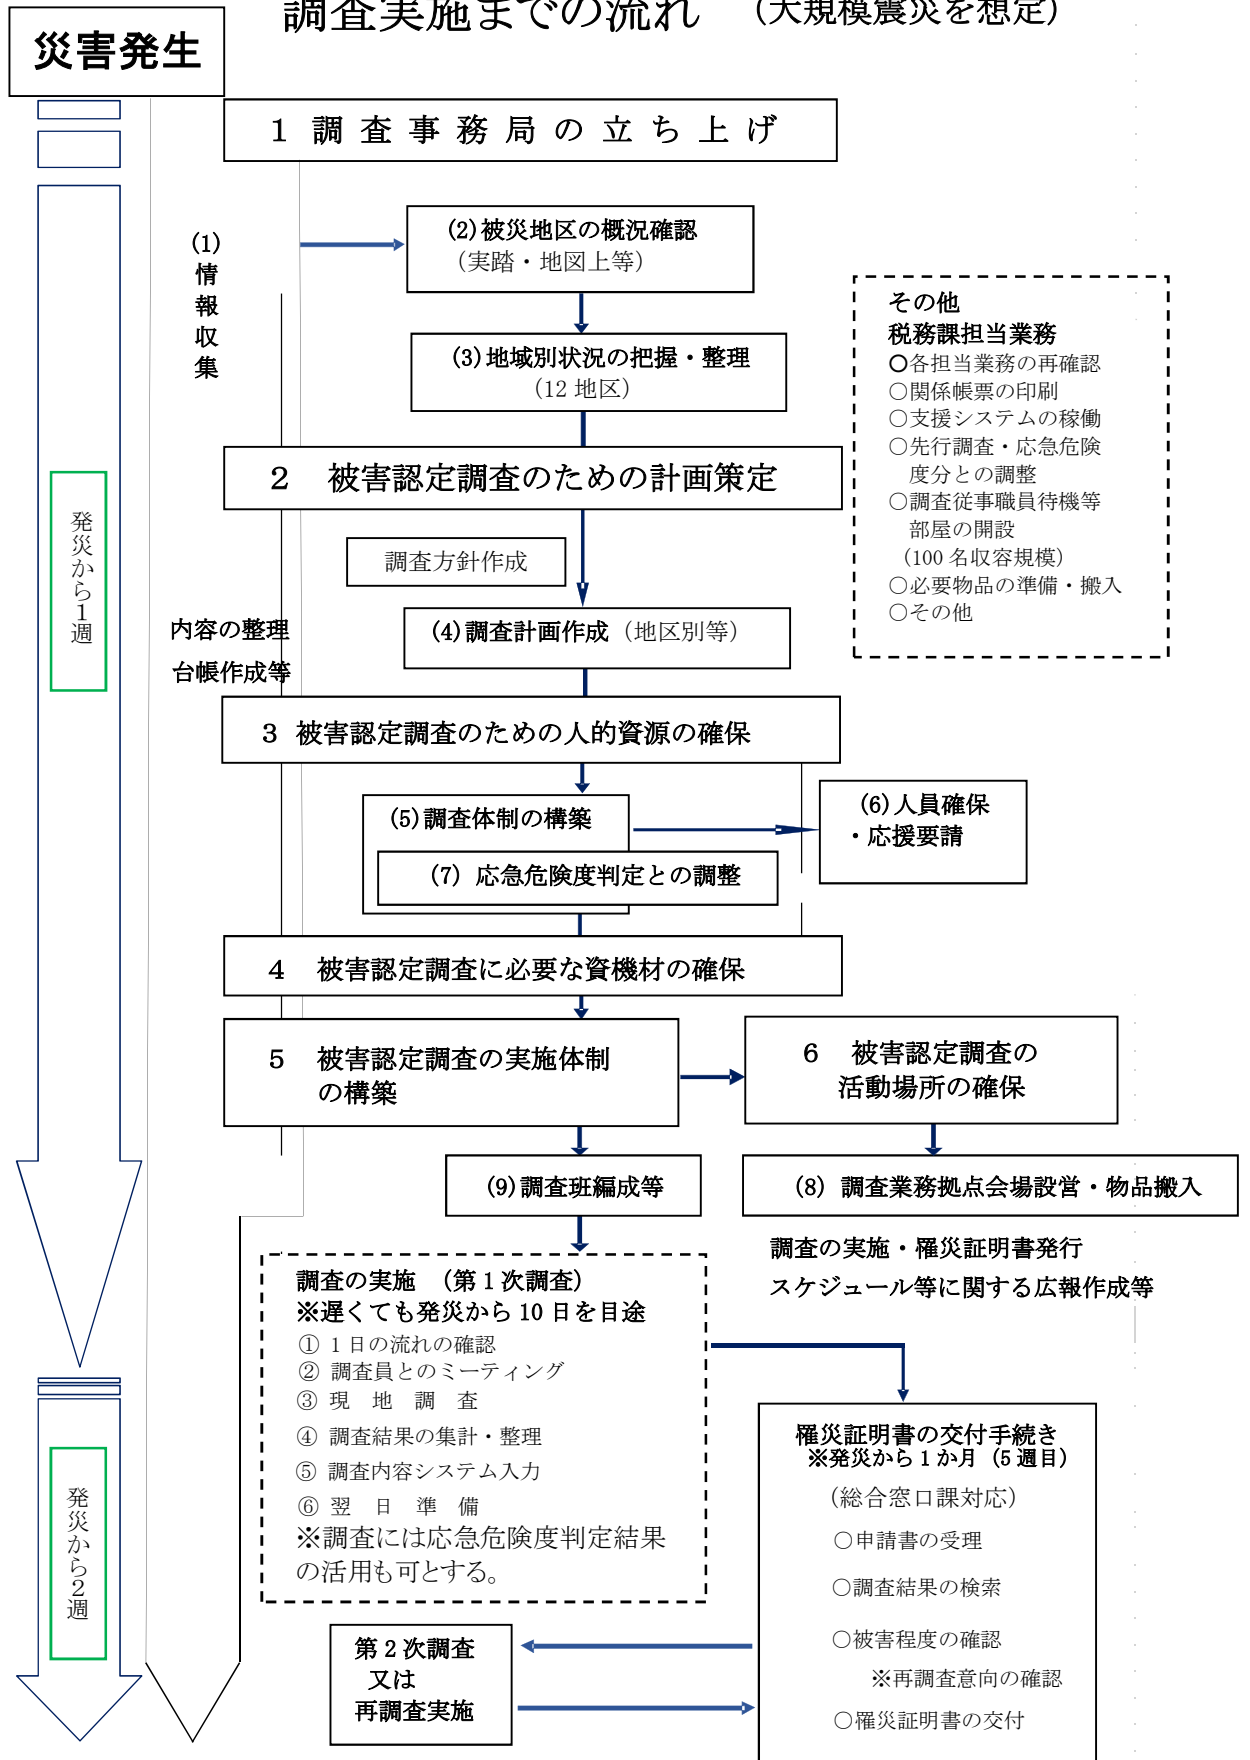 調査実施までの流れ （大規模震災を想定）
災害発生
1 調査事務局の立ち上げ
(1)
情
報
収
集
(2)被災地区の概況確認
（実踏・地図上等）
(3)地域別状況の把握・整理
（12 地区）
その他
税務課担当業務
○各担当業務の再確認
○関係帳票の印刷
○支援システムの稼働
○先行調査・応急危険
度分との調整
○調査従事職員待機等
部屋の開設
（100 名収容規模）
○必要物品の準備・搬入
○その他
2 被害認定調査のための計画策定
発災から1週
調査方針作成
内容の整理
台帳作成等
(4)調査計画作成（地区別等）
3 被害認定調査のための人的資源の確保
(5)調査体制の構築
(6)人員確保
・応援要請
(7) 応急危険度判定との調整
4 被害認定調査に必要な資機材の確保
5 被害認定調査の実施体制
の構築
6 被害認定調査の
活動場所の確保
(9)調査班編成等
(8) 調査業務拠点会場設営・物品搬入
調査の実施・罹災証明書発行
スケジュール等に関する広報作成等
調査の実施 （第1次調査）
※遅くても発災から10日を目途
① 1日の流れの確認
② 調査員とのミーティング
③ 現 地 調 査
④ 調査結果の集計・整理
⑤ 調査内容システム入力
⑥ 翌 日 準 備
※調査には応急危険度判定結果
の活用も可とする。
罹災証明書の交付手続き
※発災から1か月（5週目）
（総合窓口課対応）
○申請書の受理
○調査結果の検索
○被害程度の確認
※再調査意向の確認
○罹災証明書の交付
発災から2週
第2次調査
又は
再調査実施